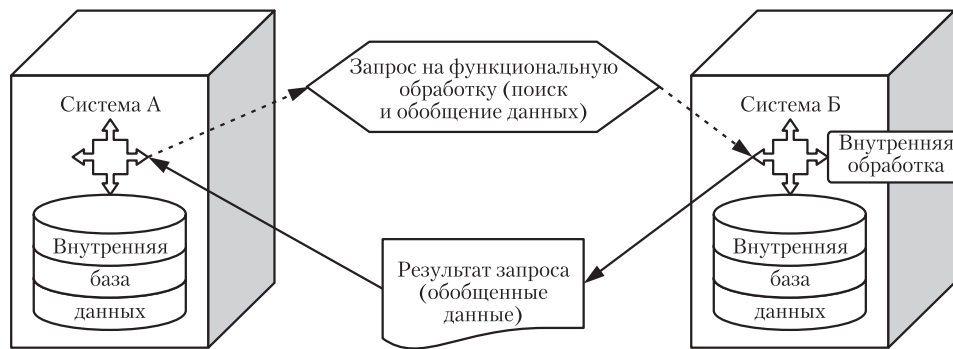 Система А
Внутренняя
база
данных
Запрос на функциональную
обработку (поиск
и обобщение данных)
Результат запроса
(обобщенные
данные)
Система Б
Внутренняя
обработка
Внутренняя
база
данных